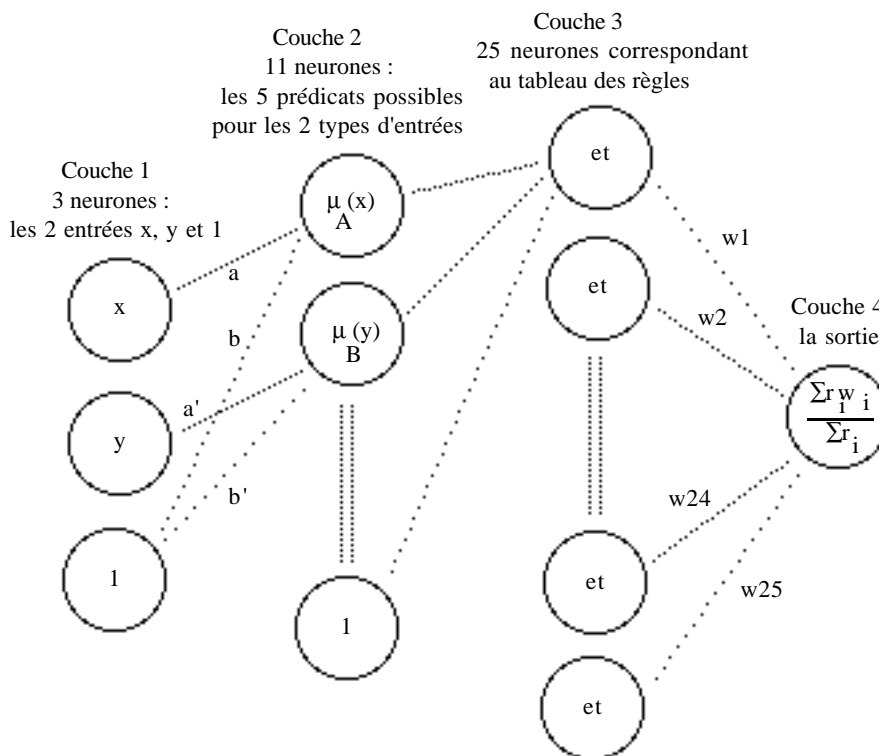 Couche 1
3 neurones :
les 2 entrées x, y et 1
x
y
1
a
b
a'
b'
Couche 2
11 neurones :
les 5 prédicats possibles
pour les 2 types d'entrées
μ (x)
A
μ (y)
B
1
Couche 3
25 neurones correspondant
au tableau des règles
et
et
et
et
w1
w2
w24
w25
Couche 4
la sortie
Σr i w i
Σr i